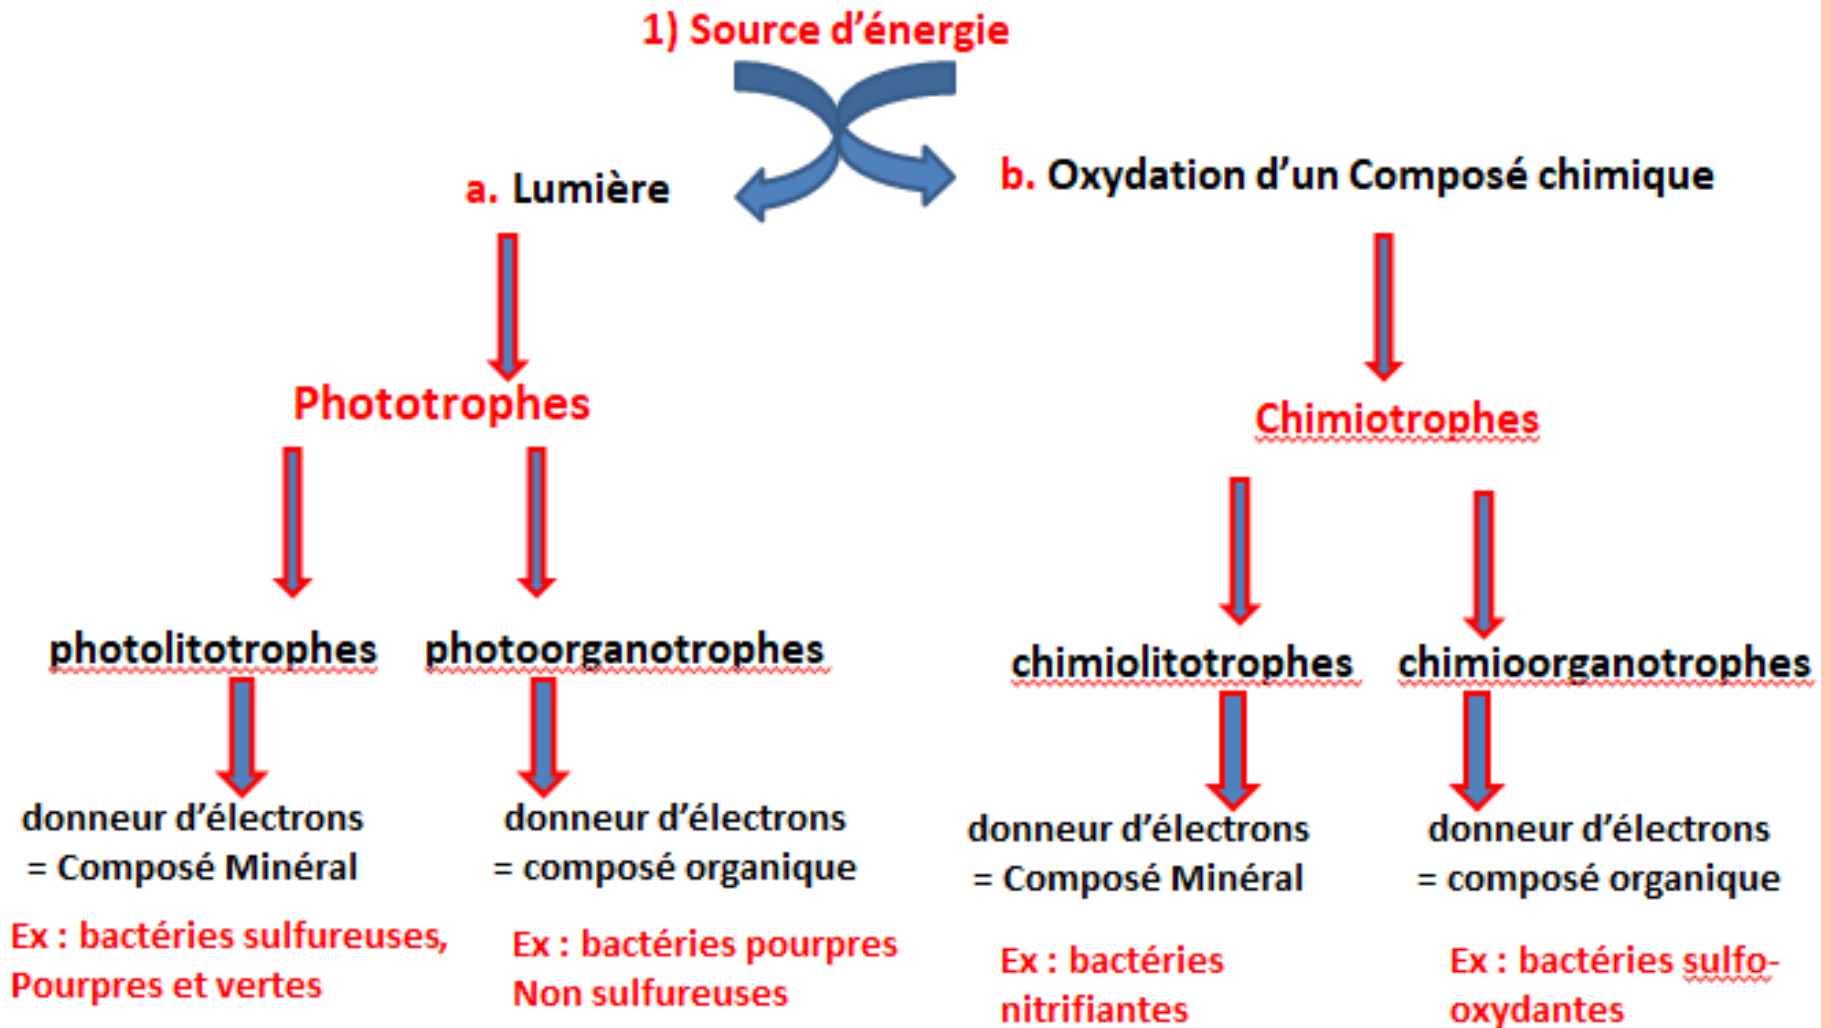 1) Source d'énergie
a. Lumière
b. Oxydation d'un Composé chimique
Phototrophes
Chimiotrophes
photolitotrophes
photoorganotrophes
chimiolitotrophes
chimioorganotrophes
donneur d'électrons
= Composé Minéral
donneur d'électrons
= composé organique
donneur d'électrons
= Composé Minéral
donneur d'électrons
= composé organique
Ex : bactéries sulfureuses,
Pourpres et vertes
Ex : bactéries pourpres
Non sulfureuses
Ex : bactéries
nitrifiantes
Ex : bactéries sulfo-
oxydantes